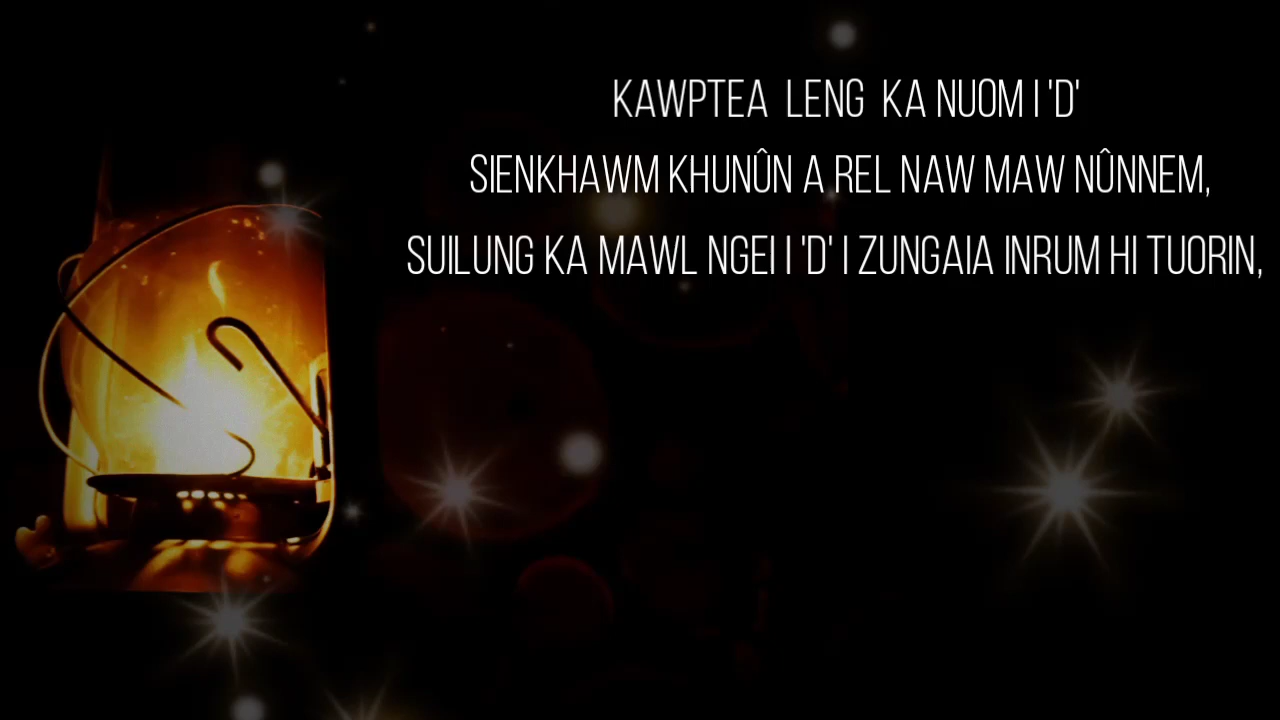 KAWPTEA LENG KA NUOM I 'D'
SIENKHAWM KHUNÛN A REL NAW MAW NÛNNEM,
SUILUNG KA MAWL NGEI I 'D' I ZUNGAIA INRUM HI TUORIN,